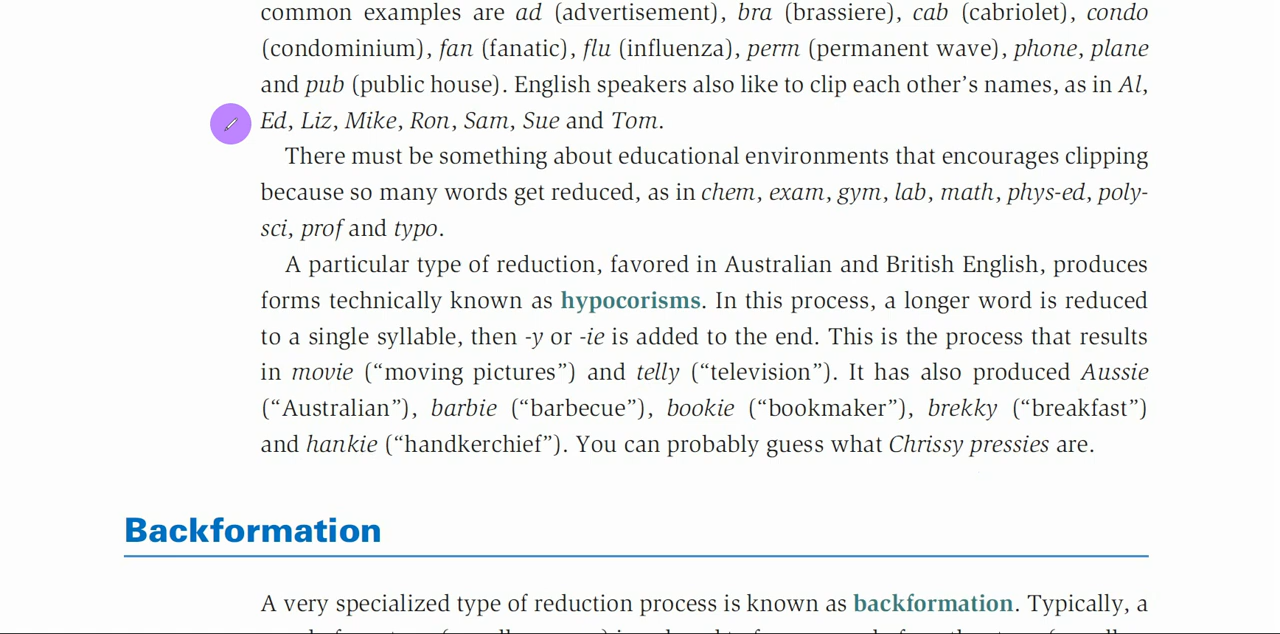 common examples are ad (advertisement), bra (brassiere), cab (cabriolet), condo
(condominium), fan (fanatic), flu (influenza), perm (permanent wave), phone, plane
and pub (public house). English speakers also like to clip each other’s names, as in Al,
Ed, Liz, Mike, Ron, Sam, Sue and Tom.
There must be something about educational environments that encourages clipping
because so many words get reduced, as in chem, exam, gym, lab, math, phys-ed, poly-
sci, prof and typo.
A particular type of reduction, favored in Australian and British English, produces
forms technically known as hypocorisms. In this process, a longer word is reduced
to a single syllable, then -y or -ie is added to the end. This is the process that results
in movie (“moving pictures”) and telly (“television”). It has also produced Aussie
(“Australian”), barbie (“barbecue”), bookie (“bookmaker”), brekky (“breakfast”)
and hankie (“handkerchief”). You can probably guess what Chrissy pressies are.
Backformation
A very specialized type of reduction process is known as backformation. Typically, a